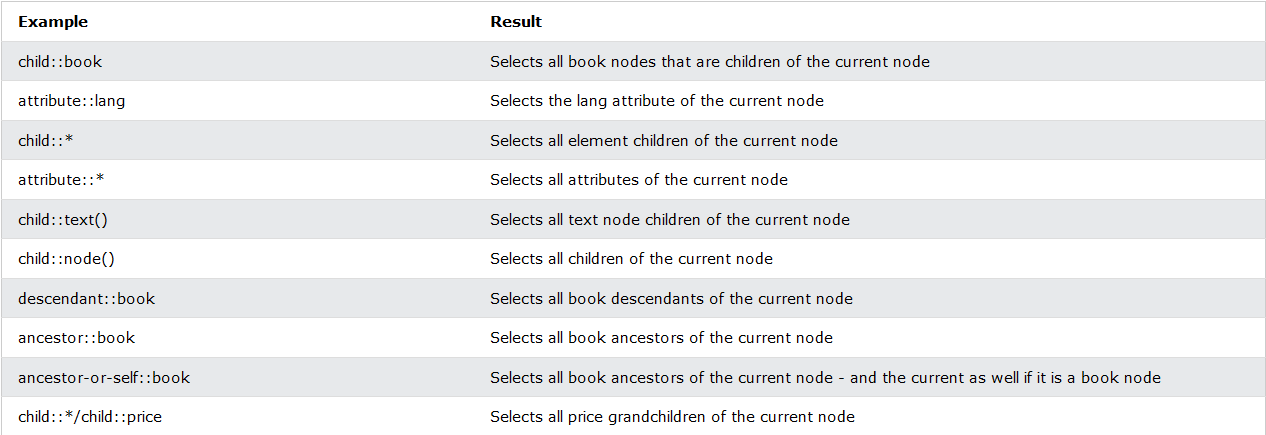 Example Result
child::book Selects all book nodes that are children of the current node
attribute::lang Selects the lang attribute of the current node
child::* Selects all element children of the current node
attribute::* Selects all attributes of the current node
child::text() Selects all text node children of the current node
child::node() Selects all children of the current node
descendant::book Selects all book descendants of the current node
ancestor::book Selects all book ancestors of the current node
ancestor-or-self::book Selects all book ancestors of the current node - and the current as well if it is a book node
child::*/child::price Selects all price grandchildren of the current node